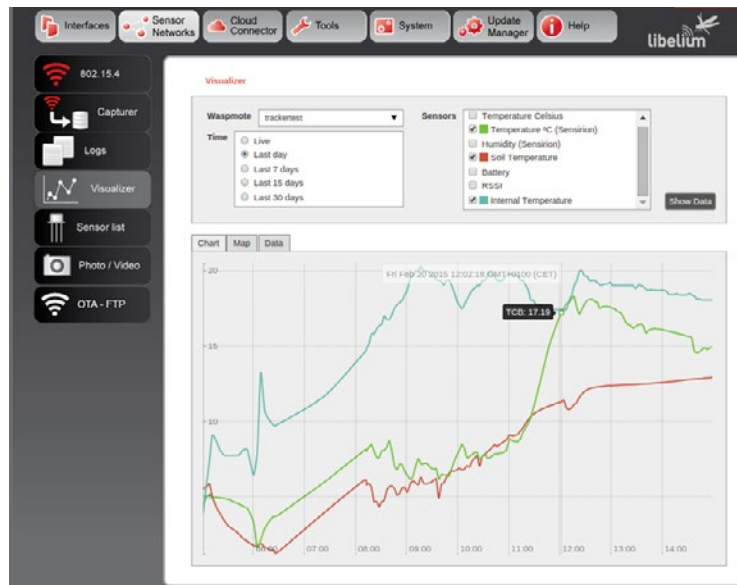 Interfaces
Sensor Networks
Cloud Connector
Tools
System
Update Manager
Help
libelium
802.15.4
Capturer
Logs
Visualizer
Sensor list
Photo / Video
OTA - FTP
Visualizer
Waspmote trackertest
Time
Live
Last day
Last 7 days
Last 15 days
Last 30 days
Sensors
Temperature Celsius
Temperature ºC (Sensirion)
Humidity (Sensirion)
Soil Temperature
Battery
RSSI
Internal Temperature
Show Data
Chart Map Data
Fri Feb 20 2015 12:02:18 GMT+0100 (CET)
TCB: 17.19
20
15
10
06:00 07:00 08:00 09:00 10:00 11:00 12:00 13:00 14:00